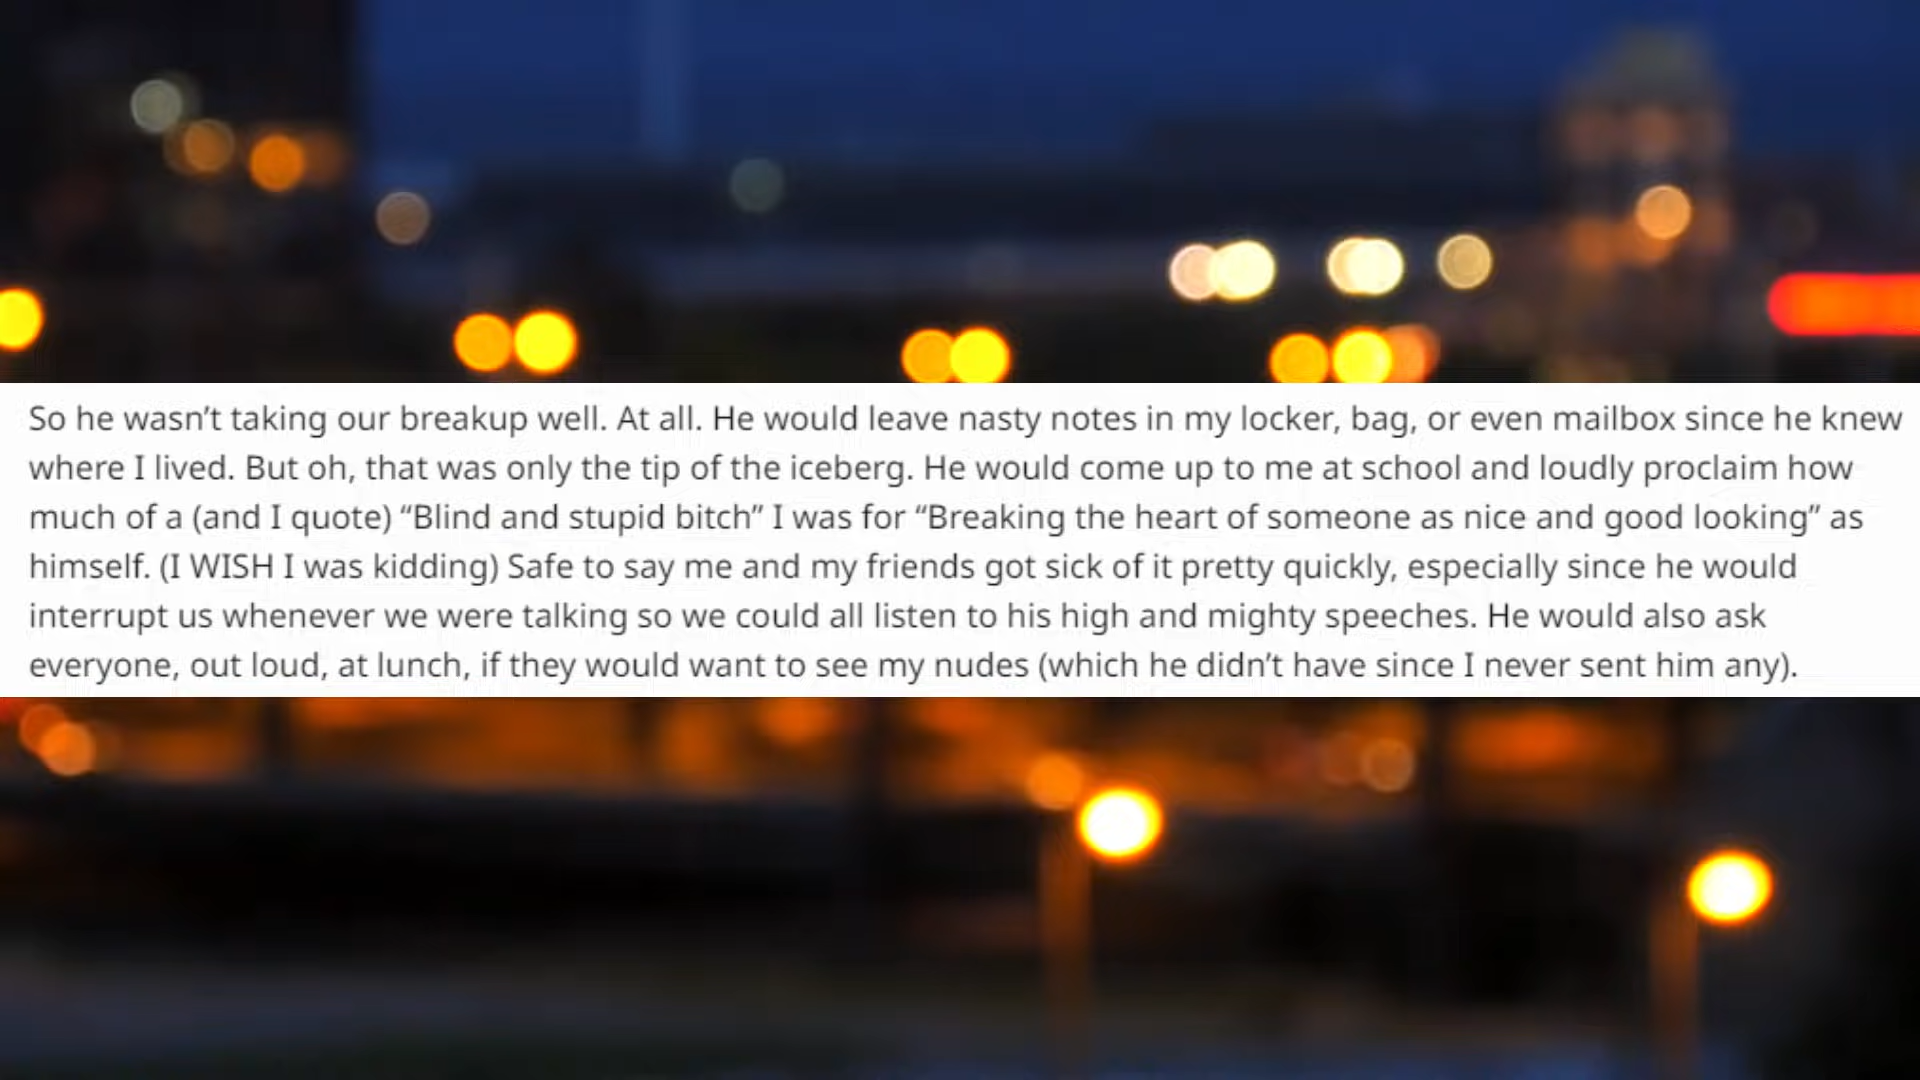 So he wasn’t taking our breakup well. At all. He would leave nasty notes in my locker, bag, or even mailbox since he knew
where I lived. But oh, that was only the tip of the iceberg. He would come up to me at school and loudly proclaim how
much of a (and I quote) “Blind and stupid bitch” I was for “Breaking the heart of someone as nice and good looking” as
himself. (I WISH I was kidding) Safe to say me and my friends got sick of it pretty quickly, especially since he would
interrupt us whenever we were talking so we could all listen to his high and mighty speeches. He would also ask
everyone, out loud, at lunch, if they would want to see my nudes (which he didn’t have since I never sent him any).